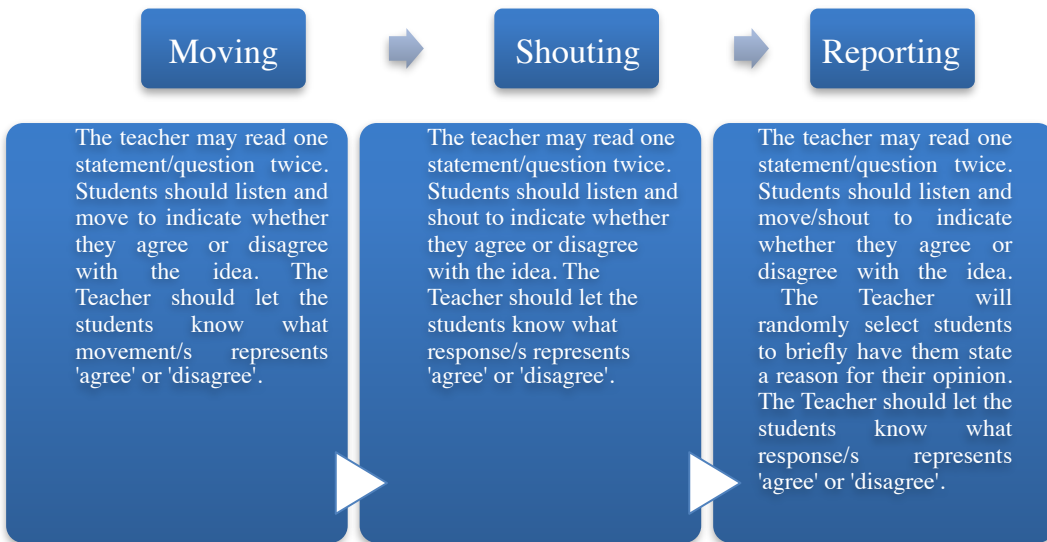 Moving
Shouting
Reporting
The teacher may read one
statement/question twice.
Students should listen and
move to indicate whether
they agree or disagree
with the idea. The
Teacher should let the
students know what
movement/s represents
'agree' or 'disagree'.
The teacher may read one
statement/question twice.
Students should listen and
shout to indicate whether
they agree or disagree
with the idea. The
Teacher should let the
students know what
response/s represents
'agree' or 'disagree'.
The teacher may read one
statement/question twice.
Students should listen and
move/shout to indicate
whether they agree or
disagree with the idea.
The Teacher will
randomly select students
to briefly have them state
a reason for their opinion.
The Teacher should let the
students know what
response/s represents
'agree' or 'disagree'.